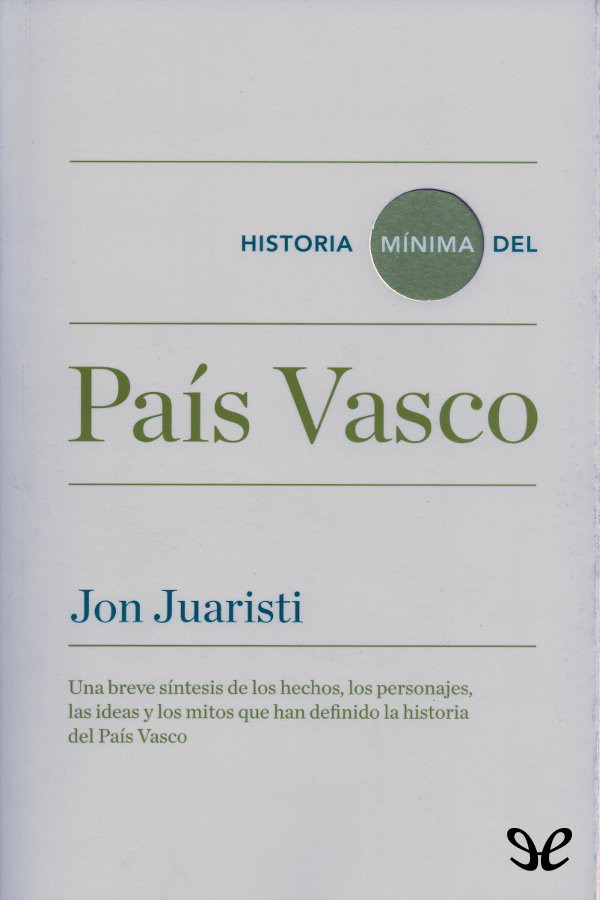 HISTORIA MÍNIMA DEL
País Vasco
Jon Juaristi
Una breve síntesis de los hechos, los personajes,
las ideas y los mitos que han definido la historia
del País Vasco